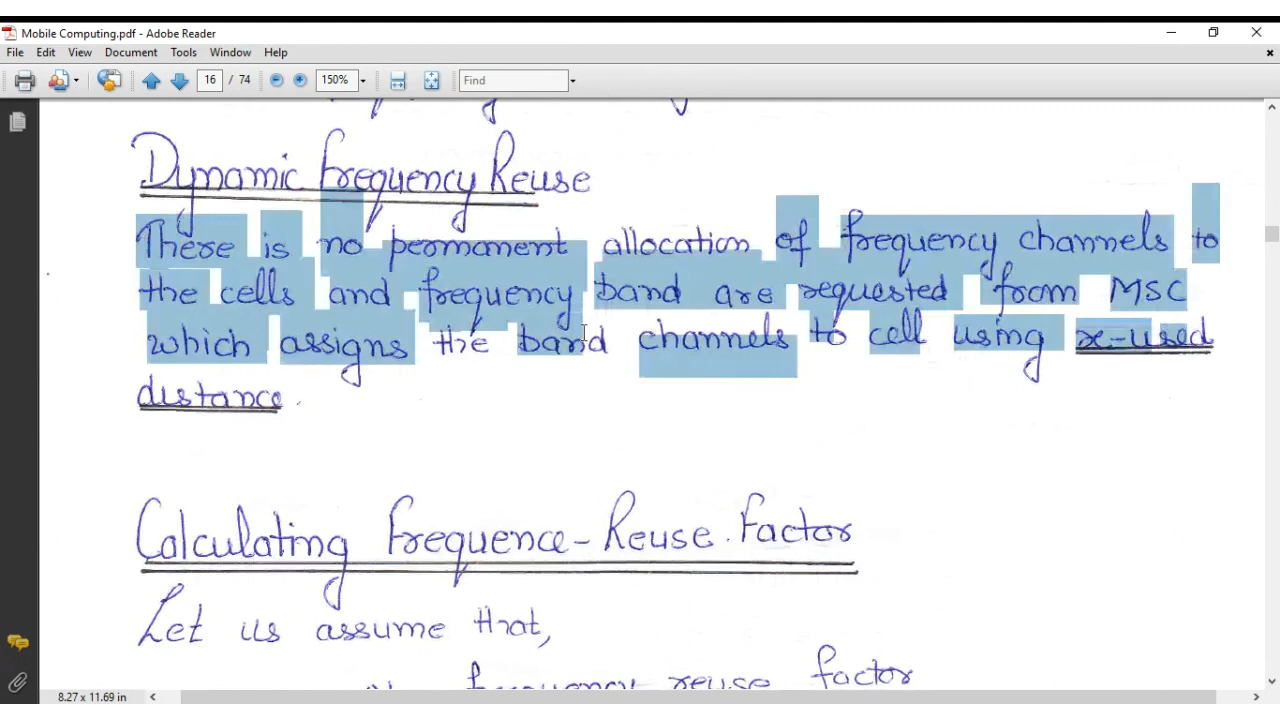 Mobile Computing.pdf - Adobe Reader
File Edit View Document Tools Window Help
16 / 74 150% Find
Dynamic Frequency Reuse
There is no permanent allocation of frequency channels to
the cells and frequency band are requested from MSC
which assigns the band channels to cell using x-used
distance.
Calculating Frequence-Reuse.Factor
Let us assume that,
frequency reuse factor
8.27 x 11.69 in